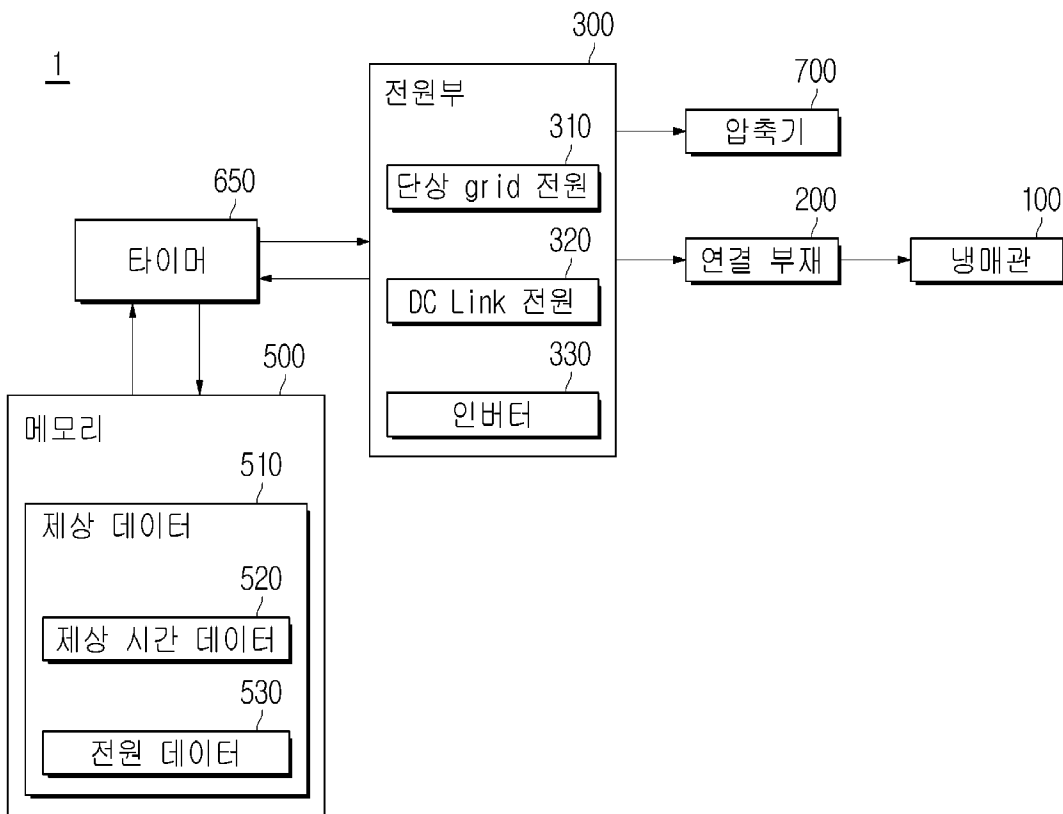 1
300
전원부
310
단상 grid 전원
320
DC Link 전원
330
인버터
700
압축기
200
연결 부재
100
냉매관
650
타이머
500
메모리
510
제상 데이터
520
제상 시간 데이터
530
전원 데이터